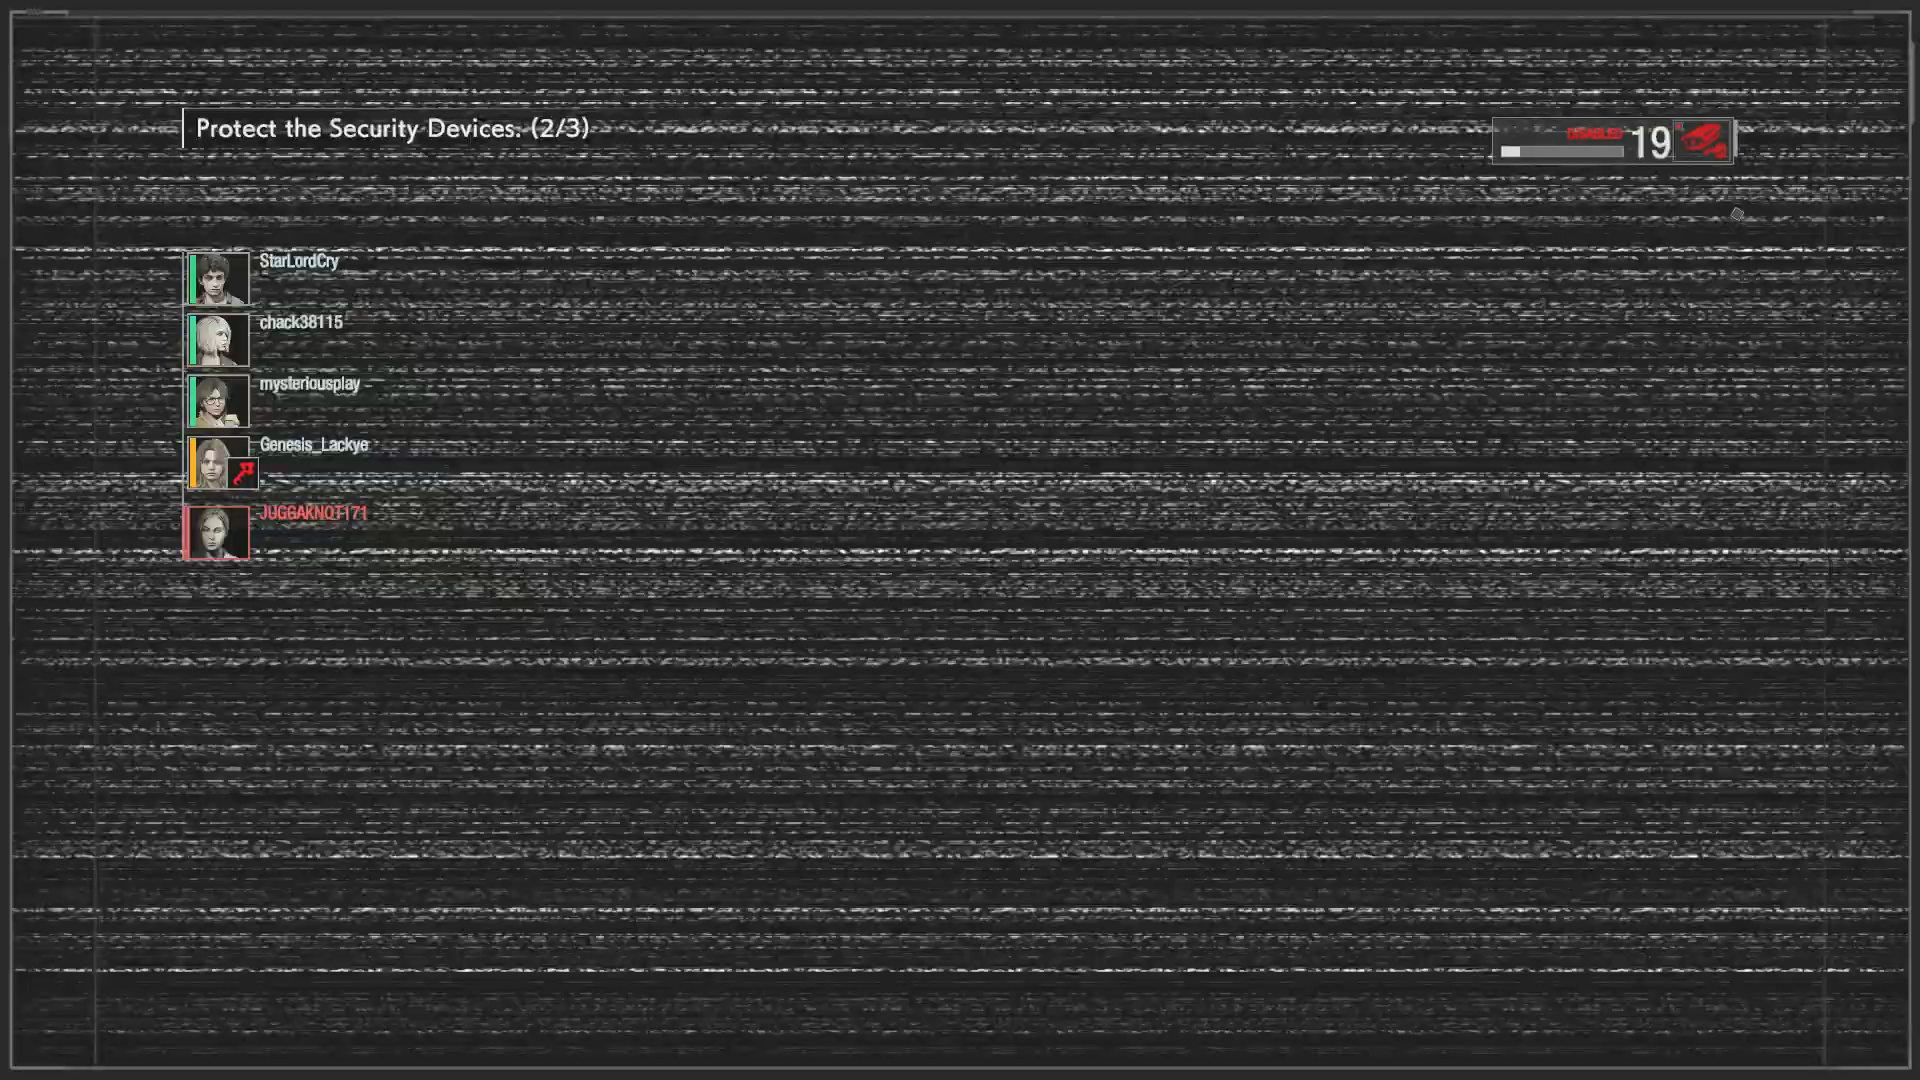 Protect the Security Devices. (2/3)
DISABLED
19
StarLordCry
chack38115
mysteriousplay
Genesis_Lackye
JUGGAKNOT171